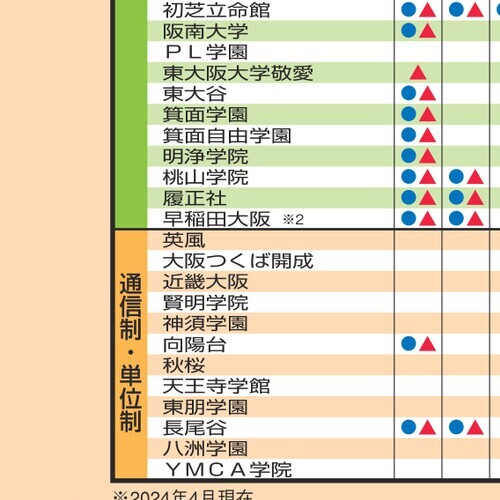 初芝立命館
阪南大学
ＰＬ学園
東大阪大学敬愛
東大谷
箕面学園
箕面自由学園
明浄学院
桃山学院
履正社
早稲田大阪 ※2
通信制・単位制
英風
大阪つくば開成
近畿大阪
賢明学院
神須学園
向陽台
秋桜
天王寺学館
東朋学園
長尾谷
八洲学園
ＹＭＣＡ学院
※2024年4月現在